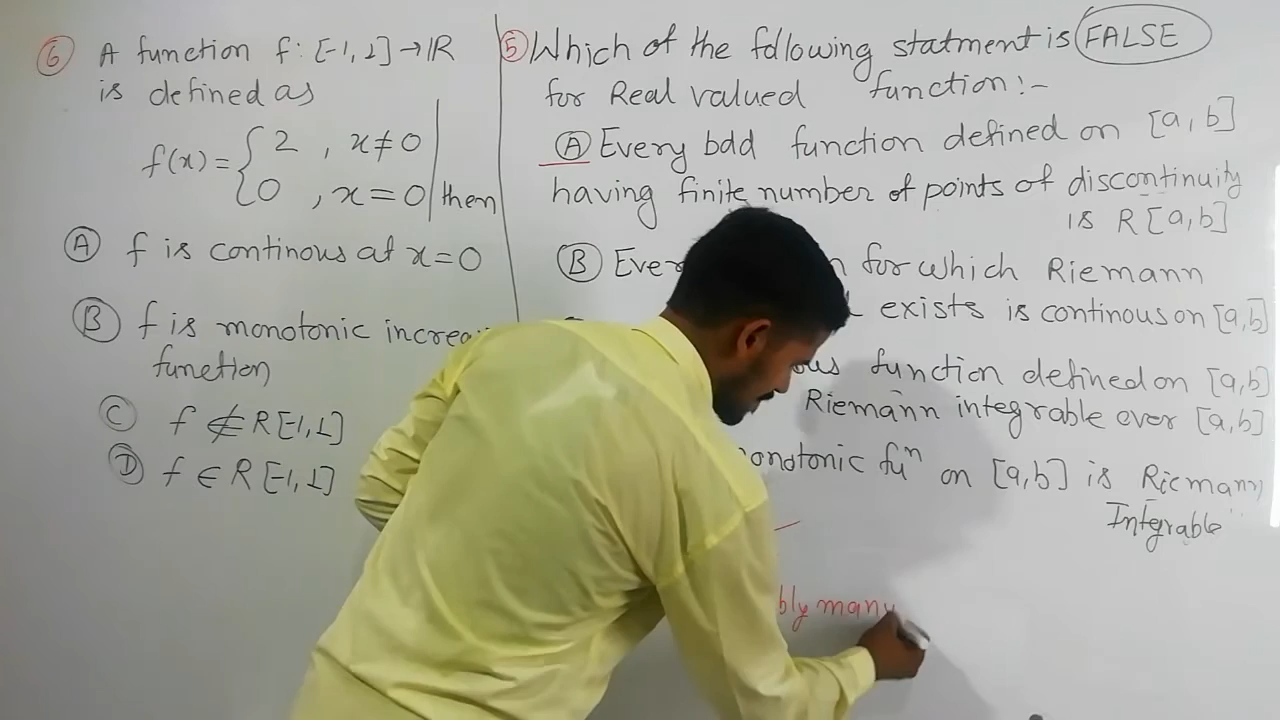 ⑥ A function f: [-1, 1] → IR
is defined as
f(x) = { 2 , x ≠ 0
0 , x = 0 | then
Ⓐ f is continous at x = 0
Ⓑ f is monotonic increa
function
Ⓒ f ∉ R[-1, 1]
Ⓓ f ∈ R[-1, 1]
⑤ Which of the following statment is FALSE
for Real valued function :-
Ⓐ Every bdd function defined on [a, b]
having finite number of points of discontinuity
is R[a, b]
Ⓑ for which Riemann
exists is continous on [a, b]
function defined on [a, b]
Riemann integrable over [a, b]
onotonic fuⁿ on [a, b] is Riemann
Integrable
bly many